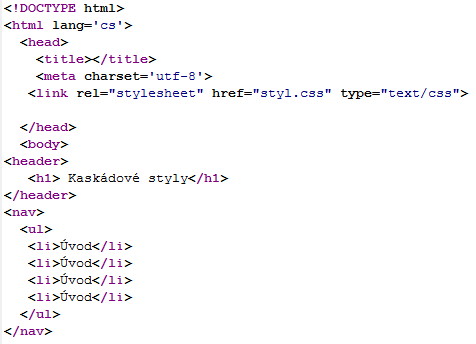 <!DOCTYPE html>
<html lang='cs'>
<head>
<title></title>
<meta charset='utf-8'>
<link rel="stylesheet" href="styl.css" type="text/css">
</head>
<body>
<header>
<h1> Kaskádové styly</h1>
</header>
<nav>
<ul>
<li>Úvod</li>
<li>Úvod</li>
<li>Úvod</li>
<li>Úvod</li>
</ul>
</nav>